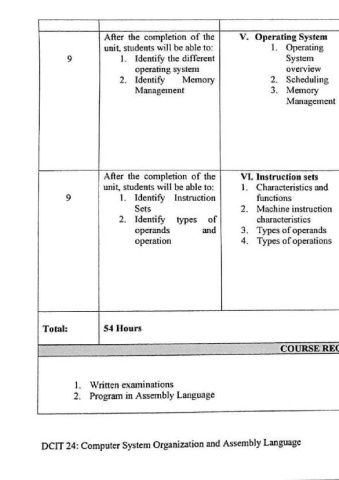 After the completion of the
unit, students will be able to:
9
1. Identify the different
operating system
2. Identify Memory
Management
V. Operating System
1. Operating
System
overview
2. Scheduling
3. Memory
Management
After the completion of the
unit, students will be able to:
9
1. Identify Instruction
Sets
2. Identify types of
operands and
operation
VI. Instruction sets
1. Characteristics and
functions
2. Machine instruction
characteristics
3. Types of operands
4. Types of operations
Total: 54 Hours
COURSE REQ
1. Written examinations
2. Program in Assembly Language
DCIT 24: Computer System Organization and Assembly Language